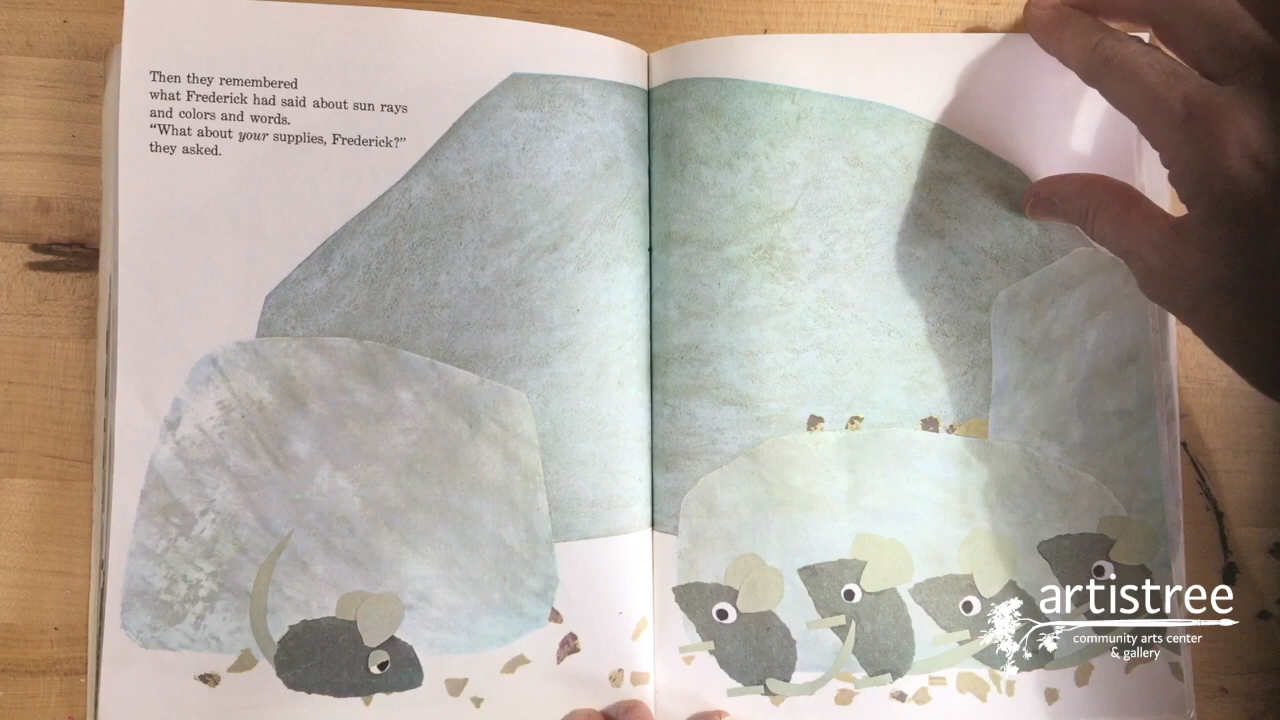 Then they remembered
what Frederick had said about sun rays
and colors and words.
“What about your supplies, Frederick?”
they asked.
artistree
community arts center
& gallery